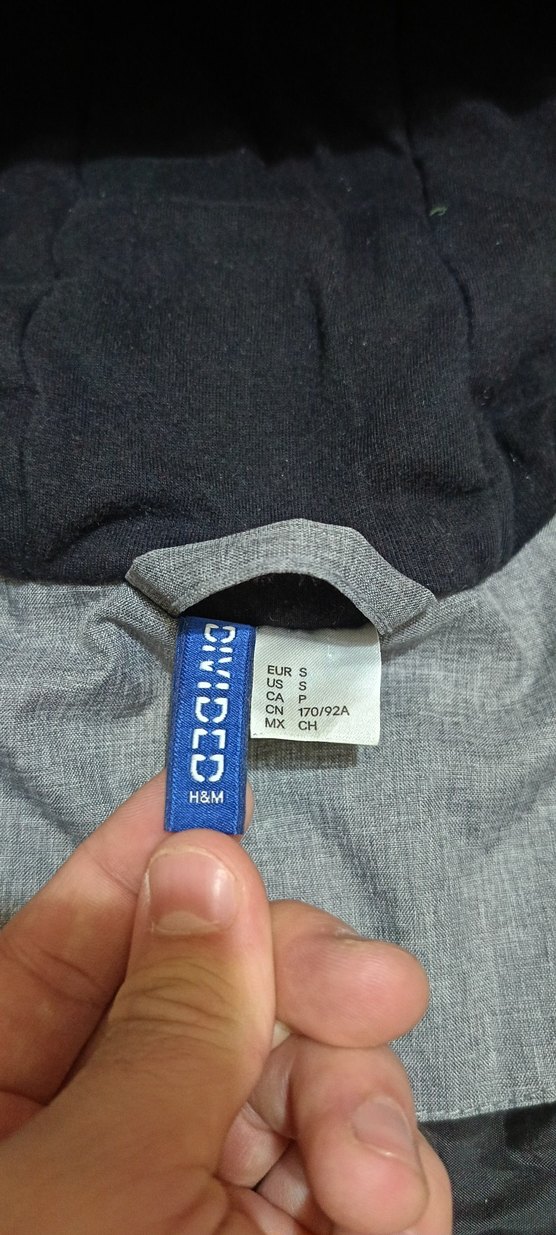 DIVIDED
H&M
EUR S
US S
CA P
CN 170/92A
MX CH